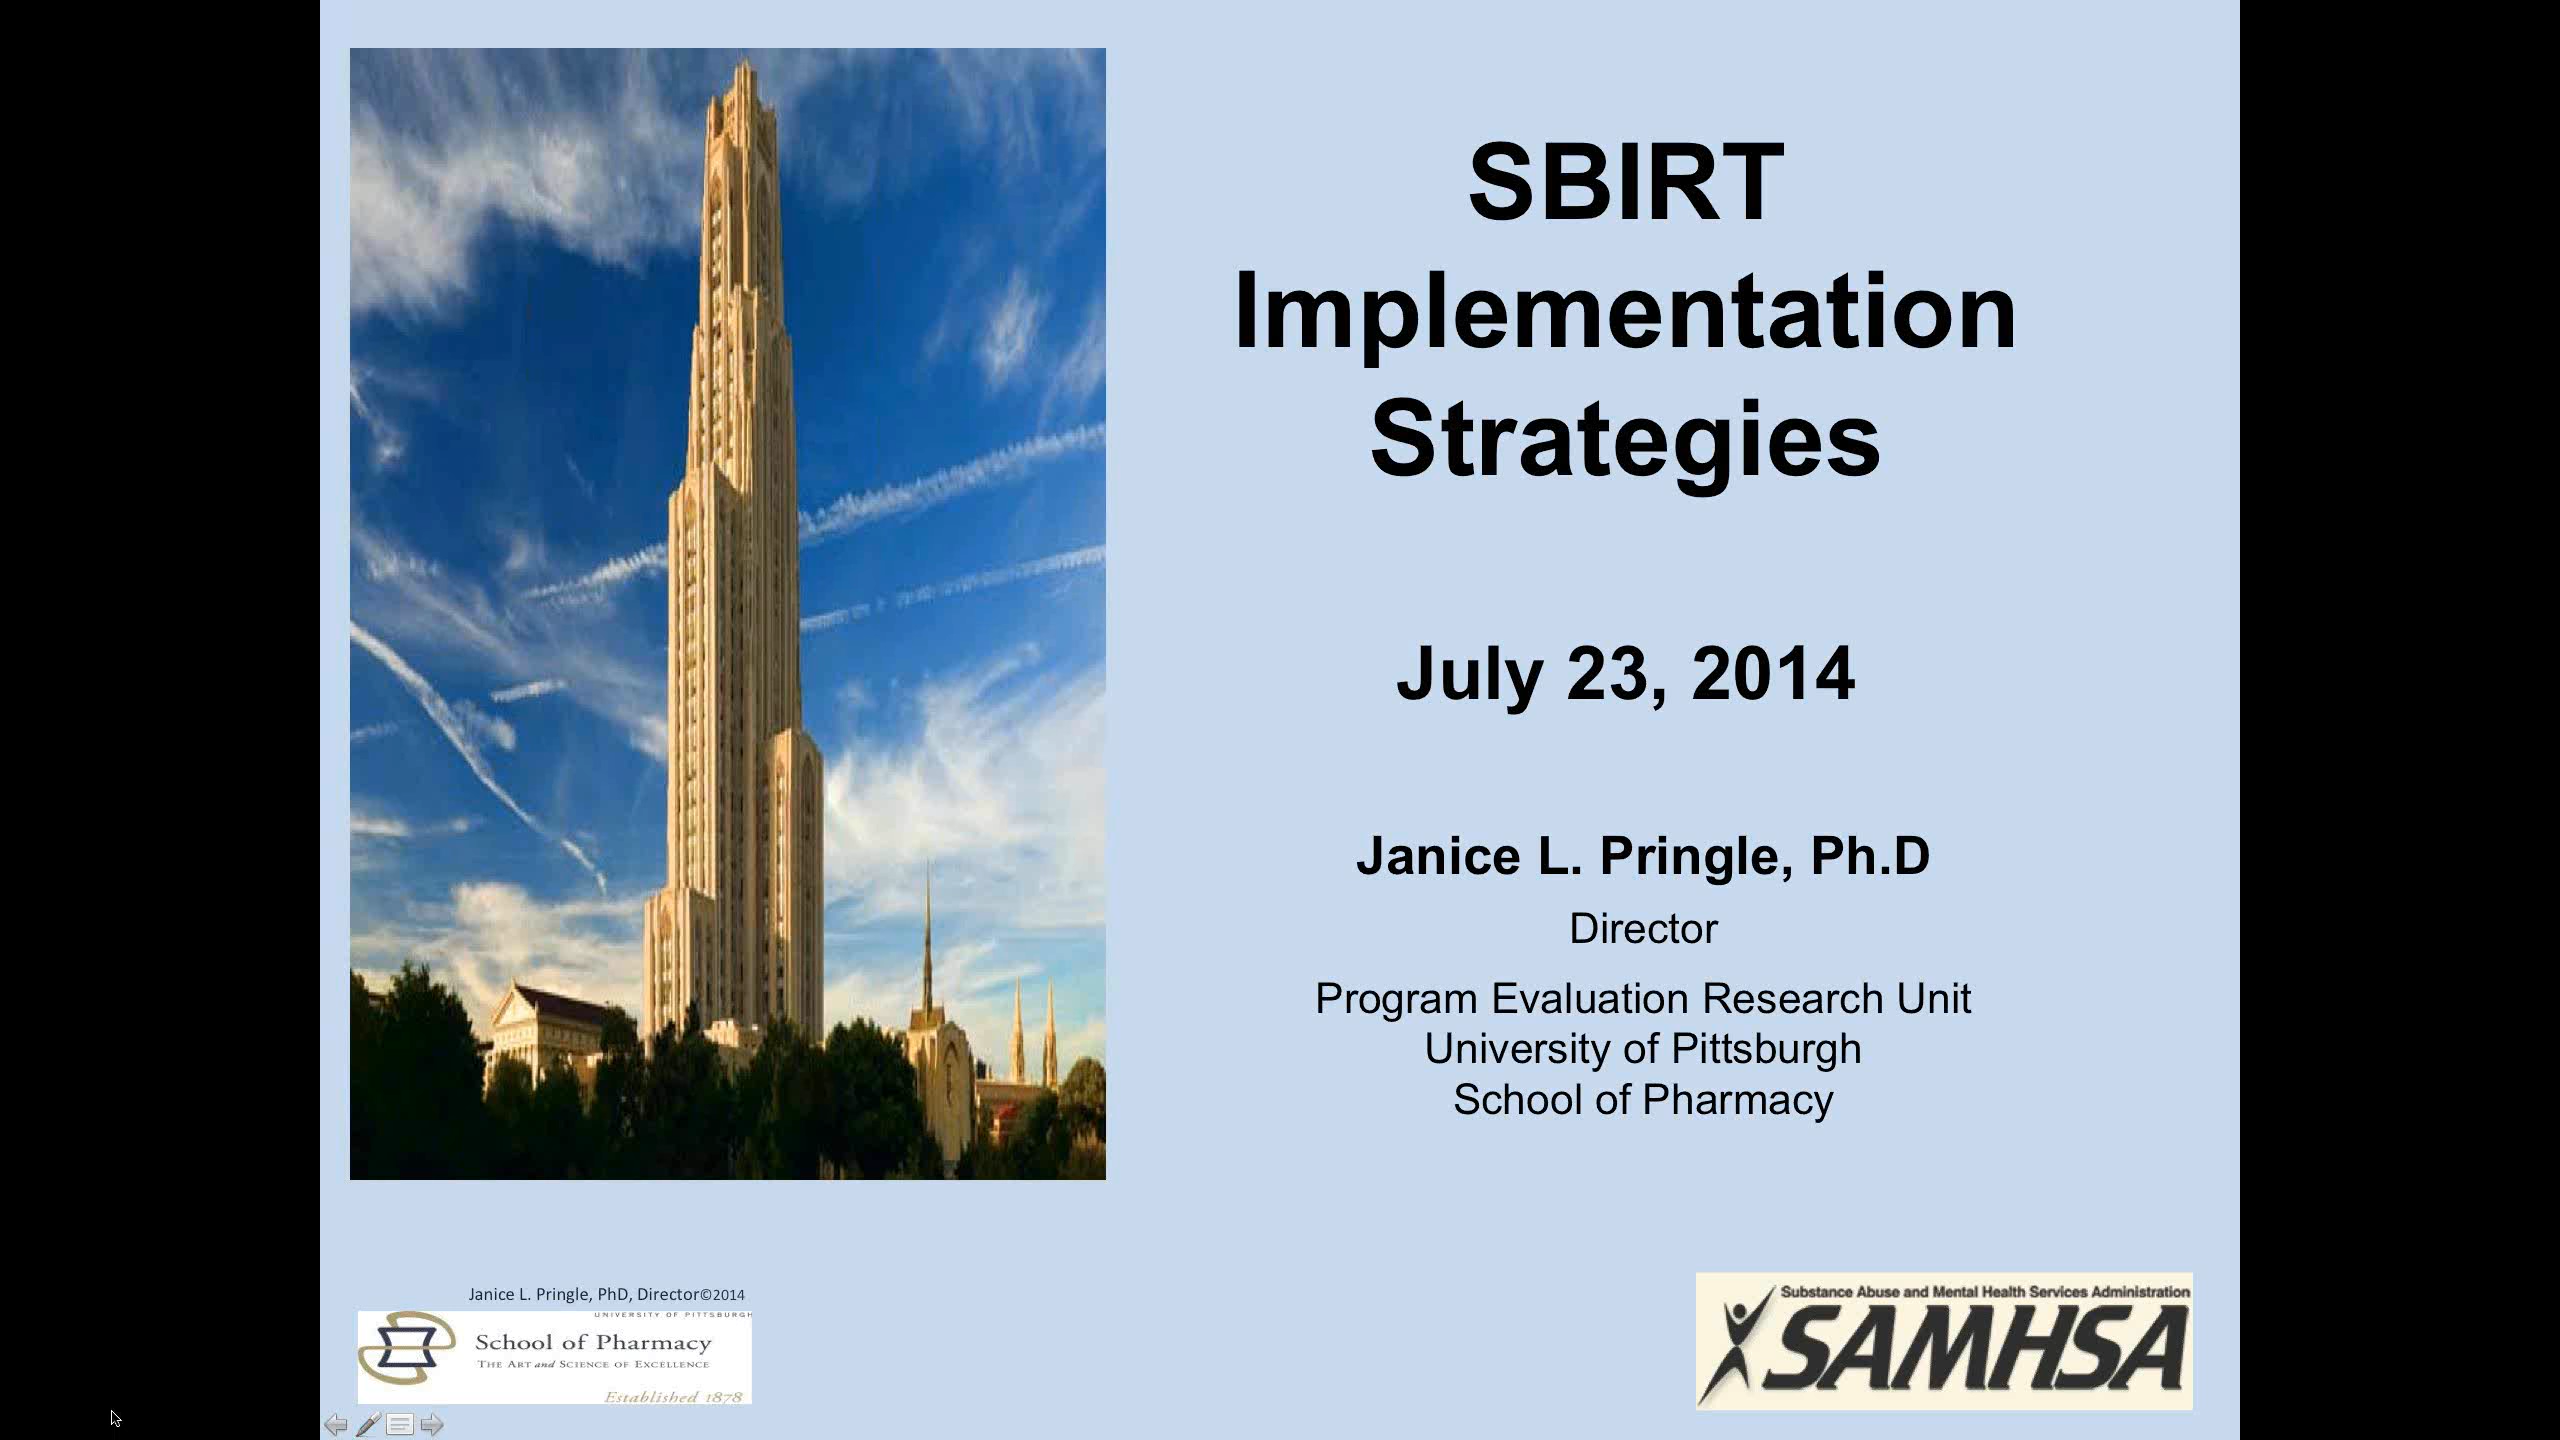 SBIRT
Implementation
Strategies
July 23, 2014
Janice L. Pringle, Ph.D
Director
Program Evaluation Research Unit
University of Pittsburgh
School of Pharmacy
Janice L. Pringle, PhD, Director©2014
UNIVERSITY OF PITTSBURGH
School of Pharmacy
THE ART and SCIENCE OF EXCELLENCE
Established 1878
Substance Abuse and Mental Health Services Administration
SAMHSA